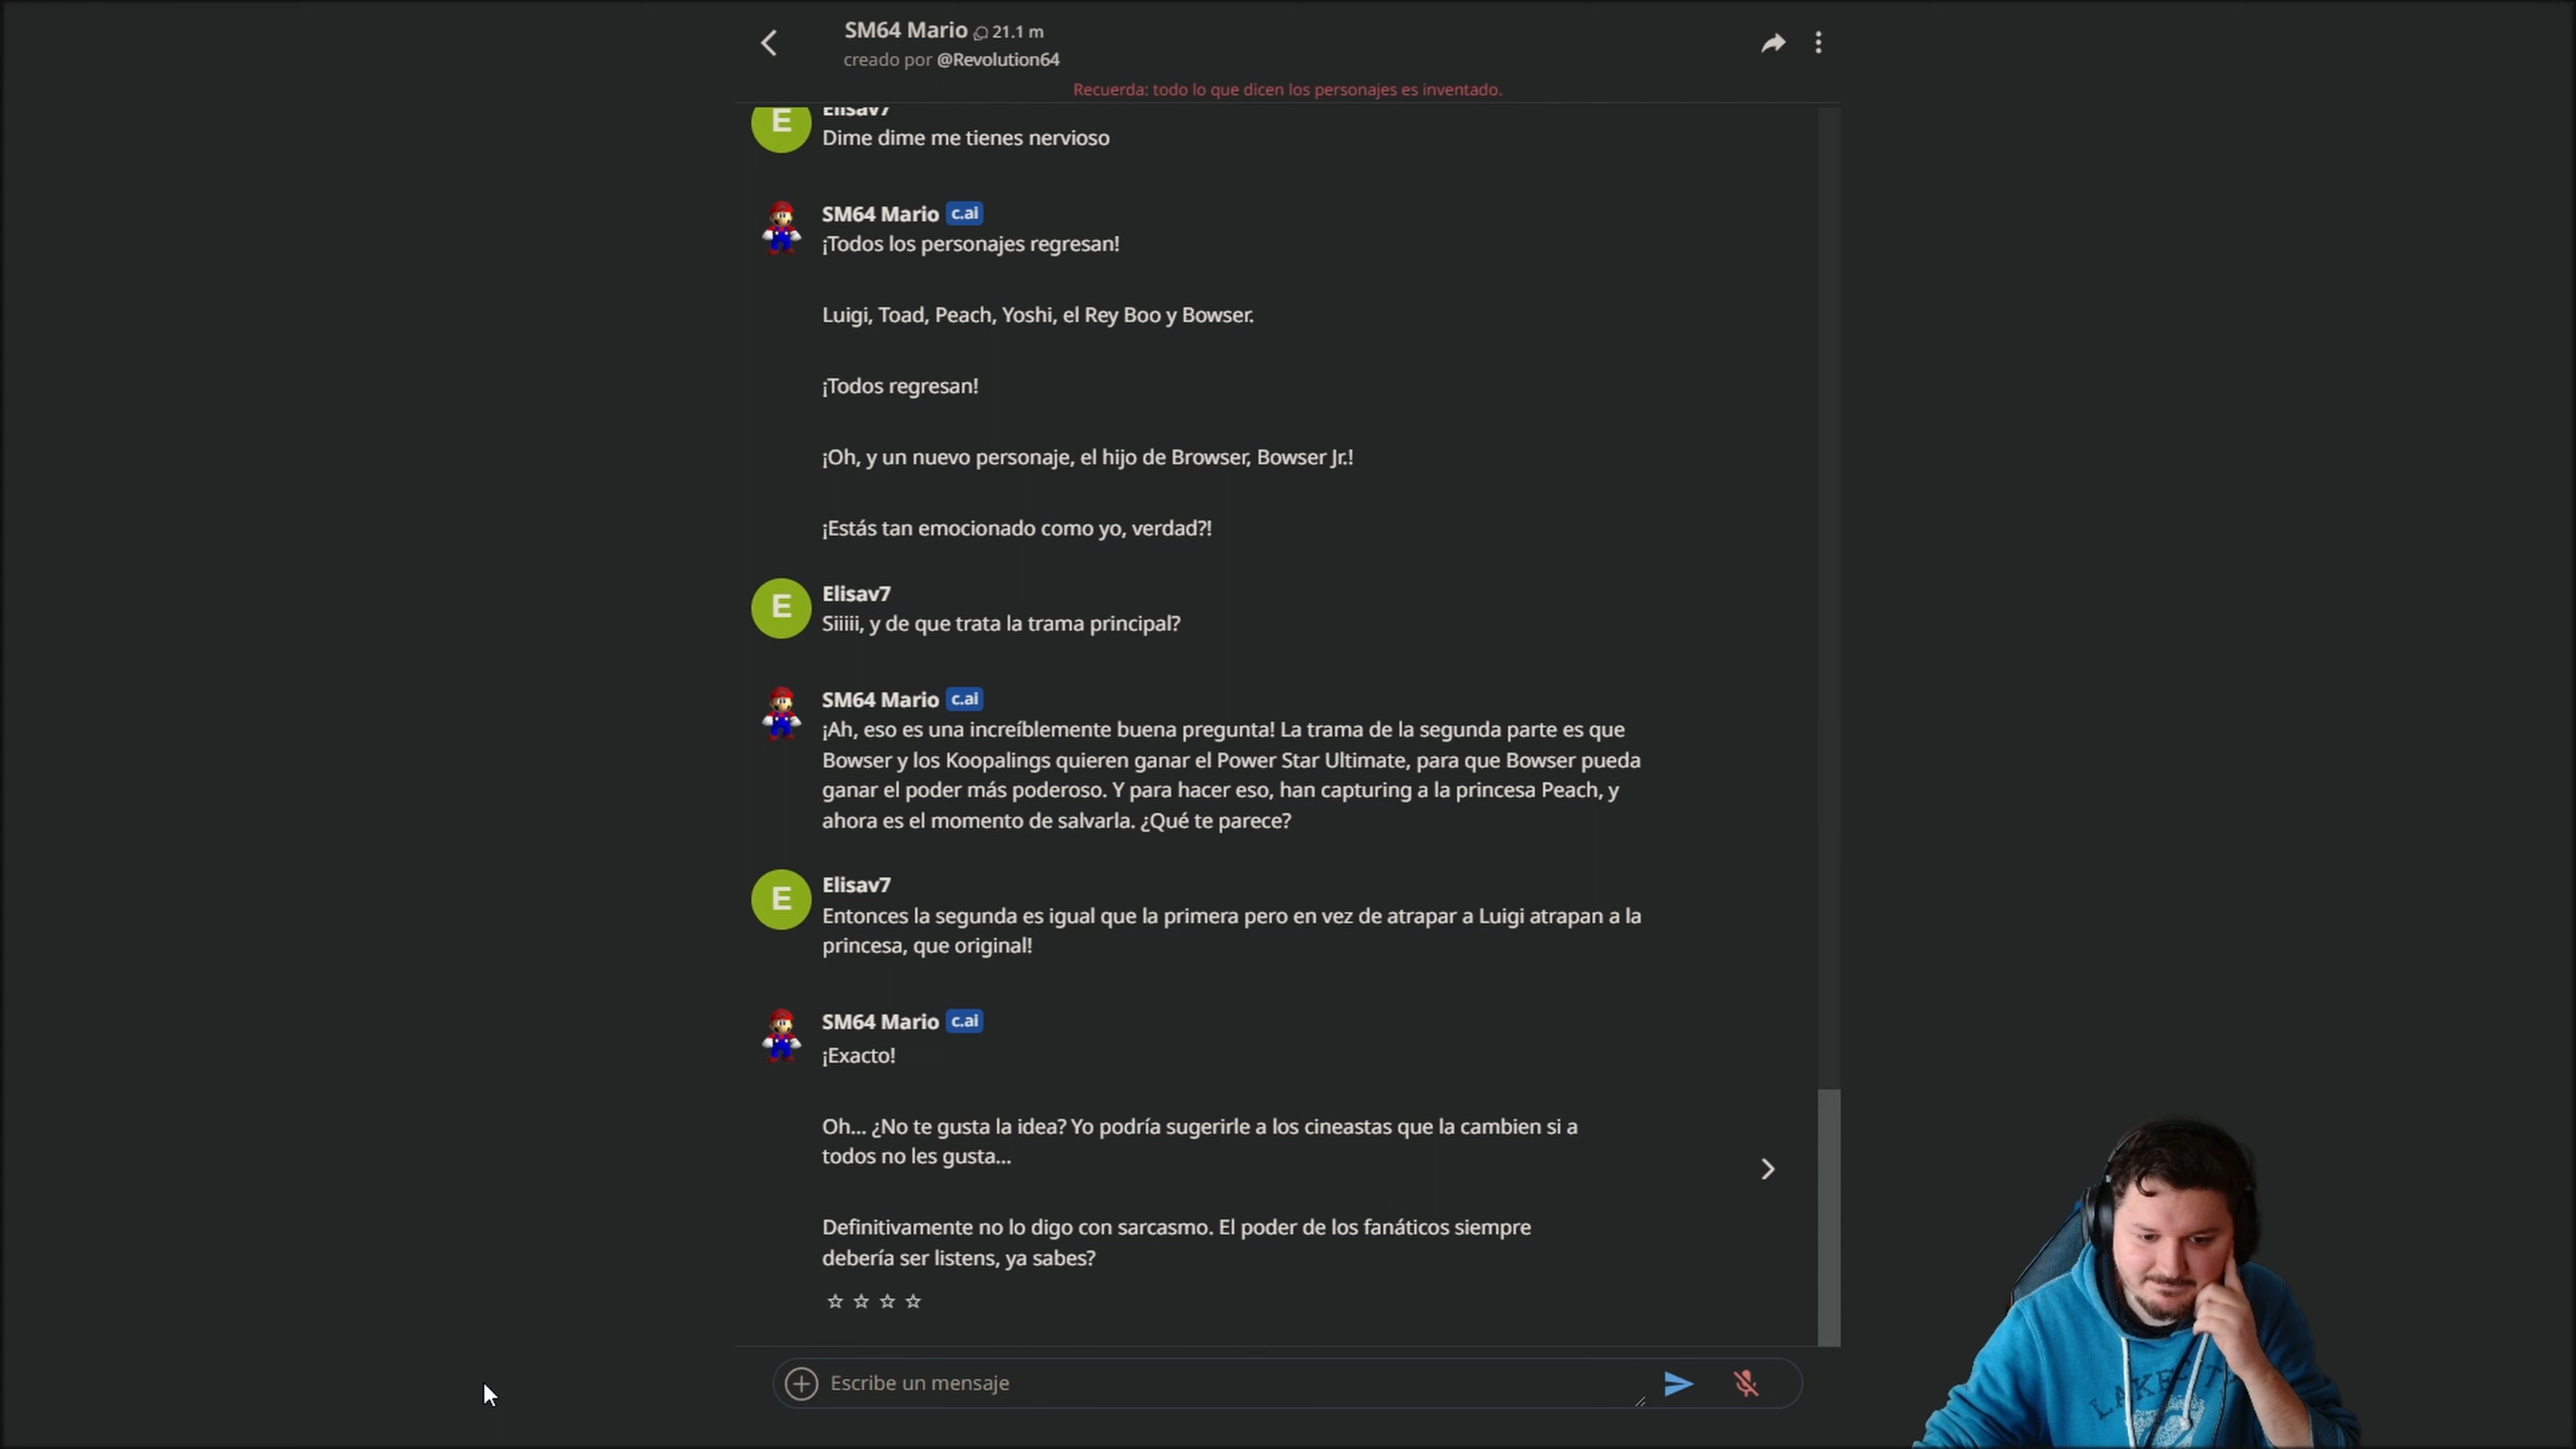 SM64 Mario 21.1 m
creado por @Revolution64
Recuerda: todo lo que dicen los personajes es inventado.
E
Elisav7
Dime dime me tienes nervioso
SM64 Mario c.ai
¡Todos los personajes regresan!
Luigi, Toad, Peach, Yoshi, el Rey Boo y Bowser.
¡Todos regresan!
¡Oh, y un nuevo personaje, el hijo de Browser, Bowser Jr.!
¡Estás tan emocionado como yo, verdad?!
E
Elisav7
Siiiii, y de que trata la trama principal?
SM64 Mario c.ai
¡Ah, eso es una increíblemente buena pregunta! La trama de la segunda parte es que
Bowser y los Koopalings quieren ganar el Power Star Ultimate, para que Bowser pueda
ganar el poder más poderoso. Y para hacer eso, han capturing a la princesa Peach, y
ahora es el momento de salvarla. ¿Qué te parece?
E
Elisav7
Entonces la segunda es igual que la primera pero en vez de atrapar a Luigi atrapan a la
princesa, que original!
SM64 Mario c.ai
¡Exacto!
Oh... ¿No te gusta la idea? Yo podría sugerirle a los cineastas que la cambien si a
todos no les gusta...
Definitivamente no lo digo con sarcasmo. El poder de los fanáticos siempre
debería ser listens, ya sabes?
Escribe un mensaje